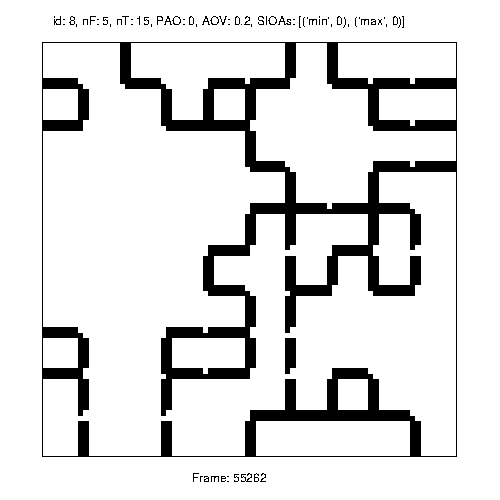 id: 8, nF: 5, nT: 15, PAO: 0, AOV: 0.2, SIOAs: [('min', 0), ('max', 0)]
Frame: 55262